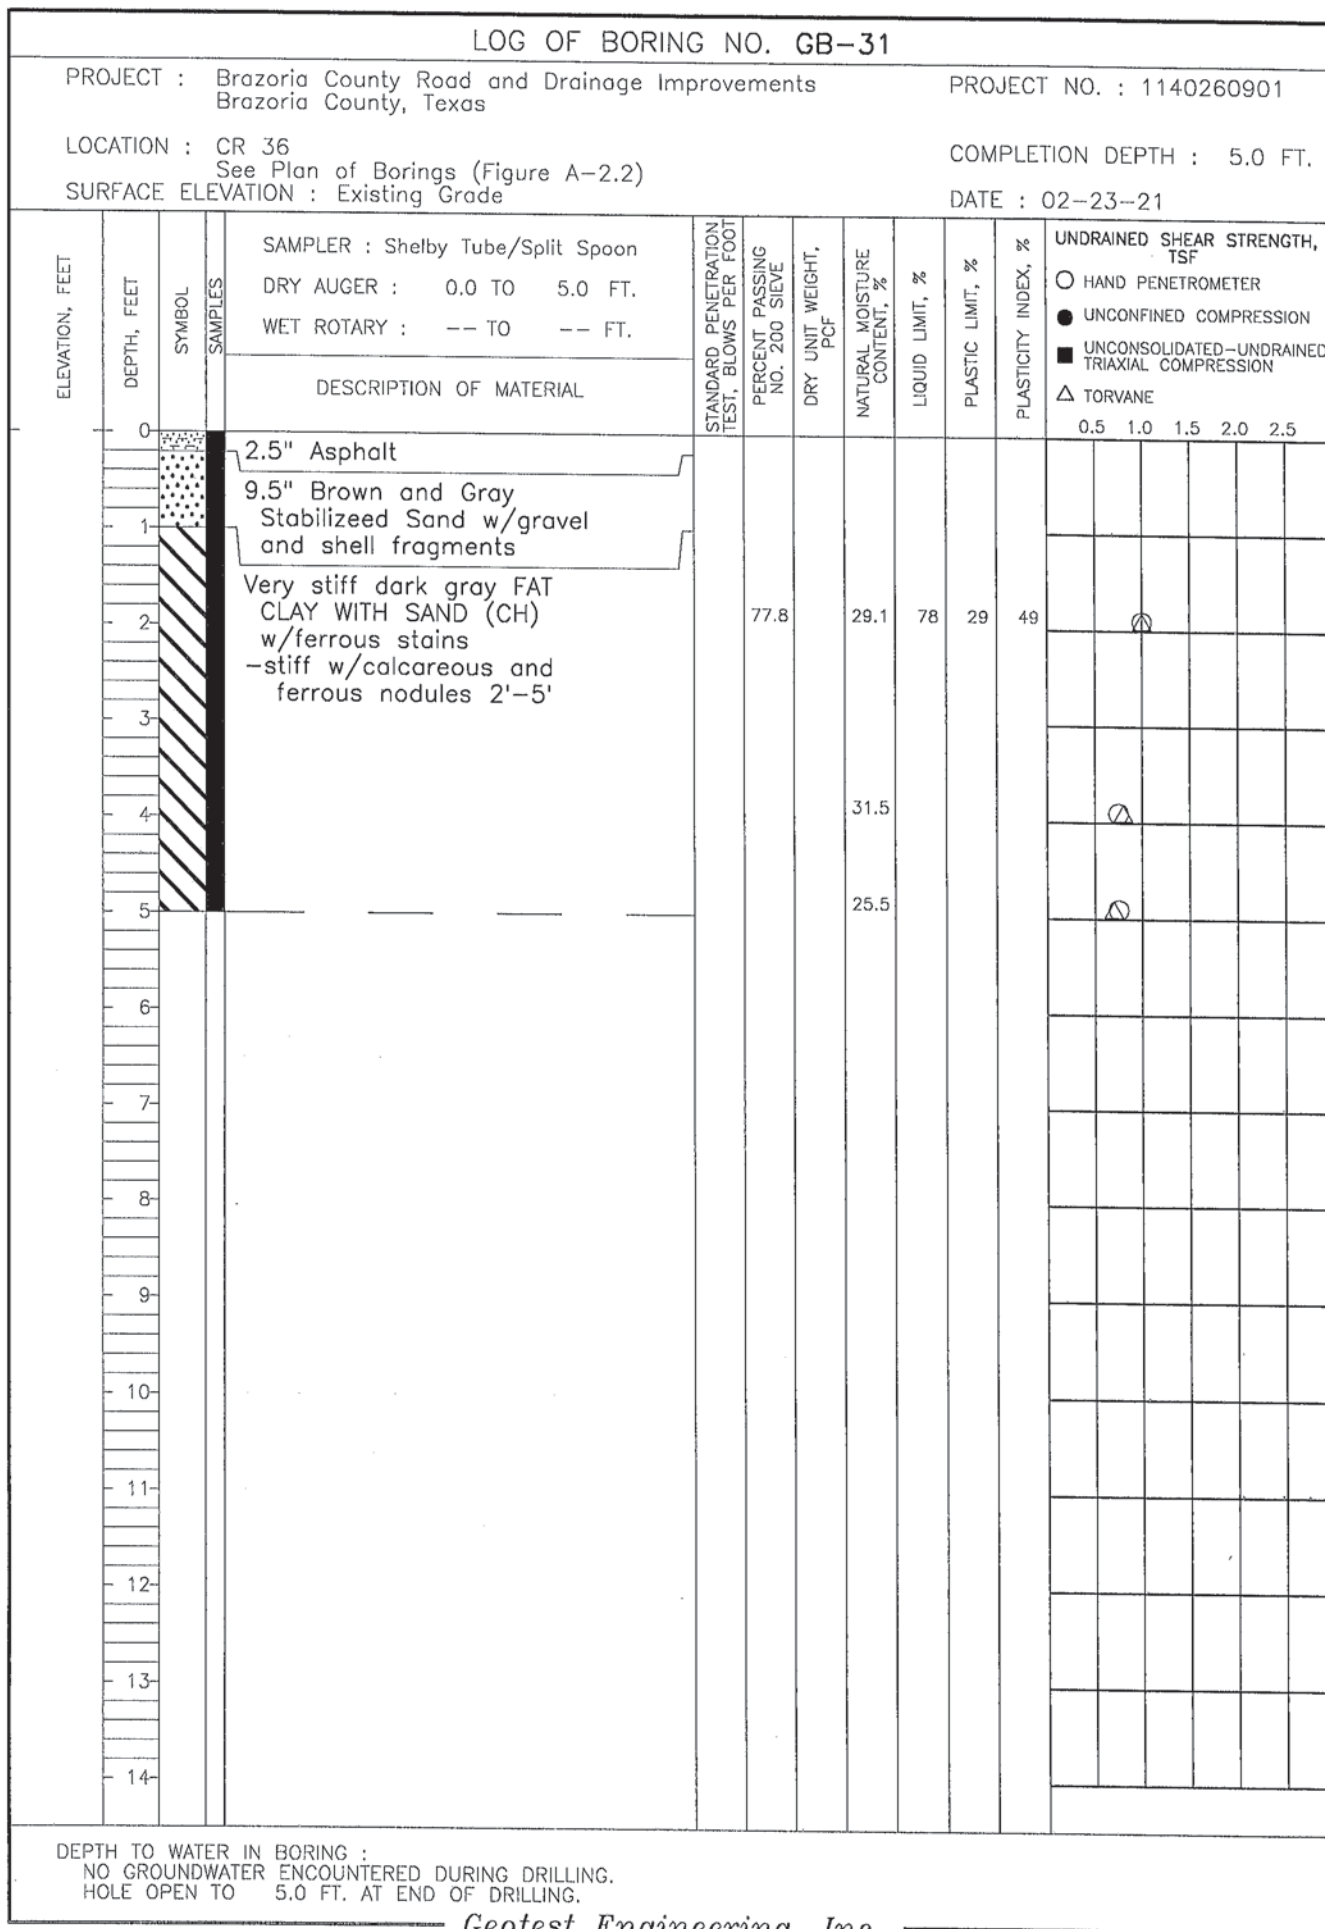 LOG OF BORING NO. GB-31
PROJECT : Brazoria County Road and Drainage Improvements
Brazoria County, Texas
PROJECT NO. : 1140260901
LOCATION : CR 36
See Plan of Borings (Figure A-2.2)
COMPLETION DEPTH : 5.0 FT.
SURFACE ELEVATION : Existing Grade
DATE : 02-23-21
ELEVATION, FEET
DEPTH, FEET
SYMBOL
SAMPLES
SAMPLER : Shelby Tube/Split Spoon
DRY AUGER : 0.0 TO 5.0 FT.
WET ROTARY : -- TO -- FT.
DESCRIPTION OF MATERIAL
STANDARD PENETRATION
TEST, BLOWS PER FOOT
PERCENT PASSING
NO. 200 SIEVE
DRY UNIT WEIGHT,
PCF
NATURAL MOISTURE
CONTENT, %
LIQUID LIMIT, %
PLASTIC LIMIT, %
PLASTICITY INDEX, %
UNDRAINED SHEAR STRENGTH,
TSF
HAND PENETROMETER
UNCONFINED COMPRESSION
UNCONSOLIDATED-UNDRAINED
TRIAXIAL COMPRESSION
TORVANE
0.5 1.0 1.5 2.0 2.5
0
2.5" Asphalt
9.5" Brown and Gray
Stabilizeed Sand w/gravel
1
and shell fragments
Very stiff dark gray FAT
CLAY WITH SAND (CH)
2 77.8 29.1 78 29 49
w/ferrous stains
-stiff w/calcareous and
ferrous nodules 2'-5'
3
4 31.5
5 25.5
6
7
8
9
10
11
12
13
14
DEPTH TO WATER IN BORING :
NO GROUNDWATER ENCOUNTERED DURING DRILLING.
HOLE OPEN TO 5.0 FT. AT END OF DRILLING.
Geotest Engineering, Inc.